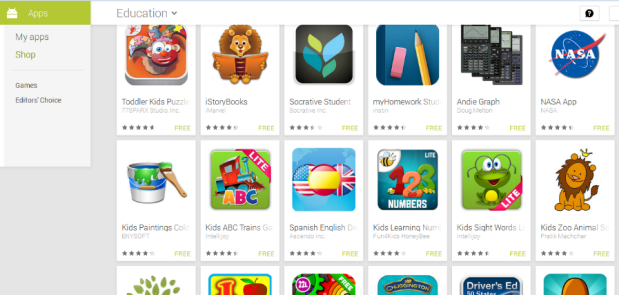 Apps
Education
?
My apps
Shop
Games
Editors' Choice
NASA
Toddler Kids Puzzle
iStoryBooks
Socrative Student
myHomework Stud
Andie Graph
NASA App
77SPARX Studio Inc.
iMarvel
Socrative Inc.
instin
Doug Melton
NASA
FREE
FREE
FREE
FREE
FREE
FREE
LITE
ABC
LITE
123
NUMBERS
LITE
Kids Paintings Colo
Kids ABC Trains Ga
Spanish English Di
Kids Learning Num
Kids Sight Words L
Kids Zoo Animal So
ENYSOFT
Intellijoy
Ascendo Inc.
Fun4Kids HoneyBee
Intellijoy
Pratik Machchar
FREE
FREE
FREE
FREE
FREE
FREE
FREE
CHUGGINGTON
Driver's Ed
50 States